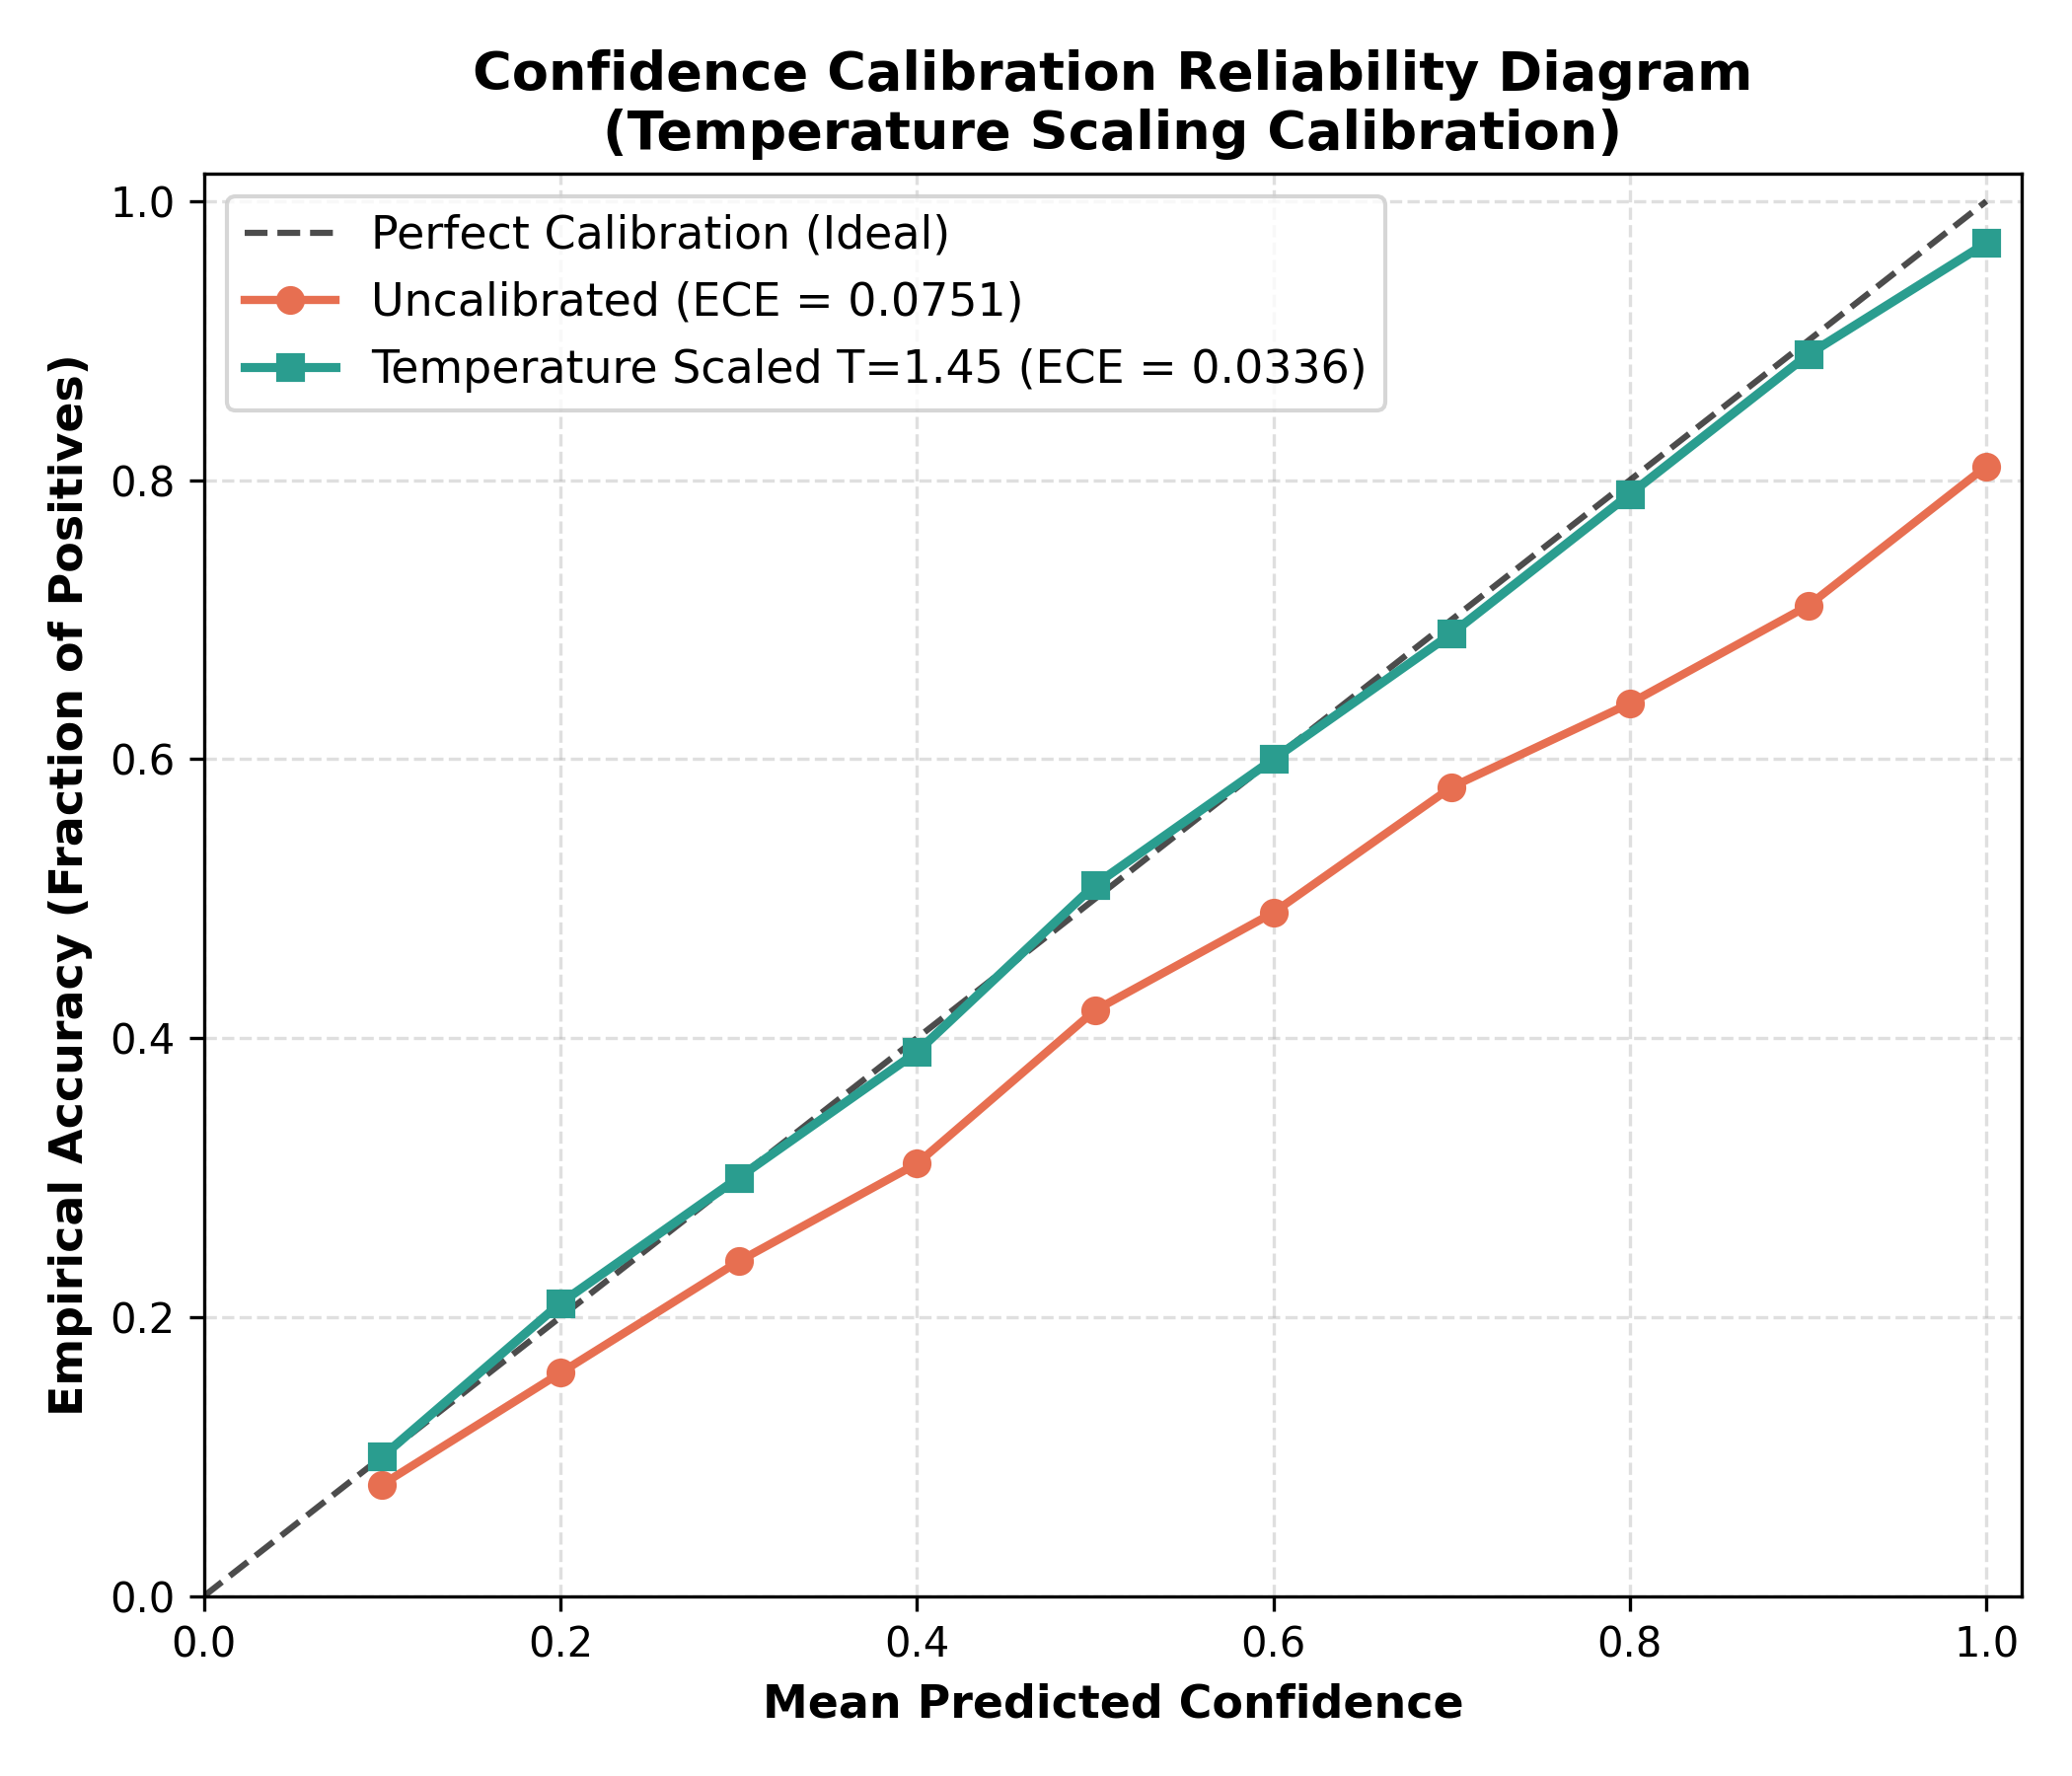 Confidence Calibration Reliability Diagram
(Temperature Scaling Calibration)
Perfect Calibration (Ideal)
Uncalibrated (ECE = 0.0751)
Temperature Scaled T=1.45 (ECE = 0.0336)
Empirical Accuracy (Fraction of Positives)
1.0
0.8
0.6
0.4
0.2
0.0
0.0 0.2 0.4 0.6 0.8 1.0
Mean Predicted Confidence